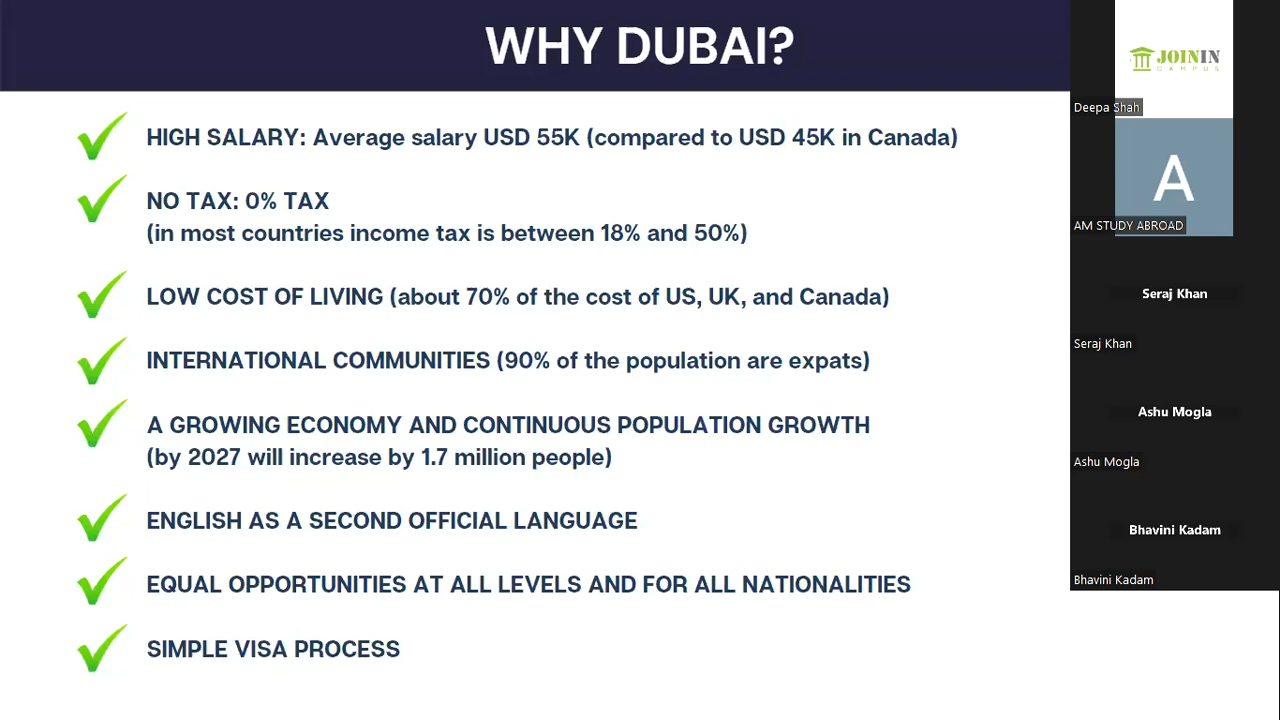 WHY DUBAI?
HIGH SALARY: Average salary USD 55K (compared to USD 45K in Canada)
NO TAX: 0% TAX
(in most countries income tax is between 18% and 50%)
LOW COST OF LIVING (about 70% of the cost of US, UK, and Canada)
INTERNATIONAL COMMUNITIES (90% of the population are expats)
A GROWING ECONOMY AND CONTINUOUS POPULATION GROWTH
(by 2027 will increase by 1.7 million people)
ENGLISH AS A SECOND OFFICIAL LANGUAGE
EQUAL OPPORTUNITIES AT ALL LEVELS AND FOR ALL NATIONALITIES
SIMPLE VISA PROCESS
JOININ
CAMPUS
Deepa Shah
A
AM STUDY ABROAD
Seraj Khan
Seraj Khan
Ashu Mogla
Ashu Mogla
Bhavini Kadam
Bhavini Kadam